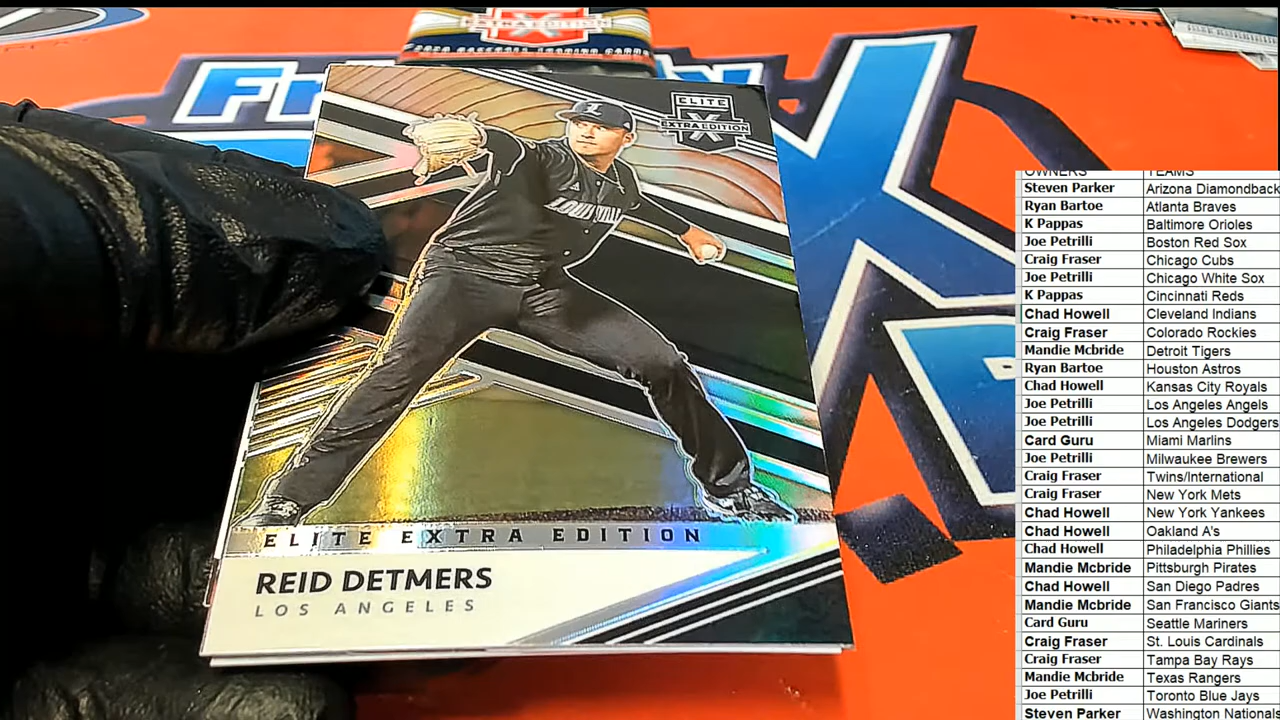 EXTRA EDITION
ELITE
EXTRA EDITION
X
LOUISVILLE
ELITE EXTRA EDITION
REID DETMERS
LOS ANGELES
OWNERS TEAMS
Steven Parker Arizona Diamondback
Ryan Bartoe Atlanta Braves
K Pappas Baltimore Orioles
Joe Petrilli Boston Red Sox
Craig Fraser Chicago Cubs
Joe Petrilli Chicago White Sox
K Pappas Cincinnati Reds
Chad Howell Cleveland Indians
Craig Fraser Colorado Rockies
Mandie Mcbride Detroit Tigers
Ryan Bartoe Houston Astros
Chad Howell Kansas City Royals
Joe Petrilli Los Angeles Angels
Joe Petrilli Los Angeles Dodgers
Card Guru Miami Marlins
Joe Petrilli Milwaukee Brewers
Craig Fraser Twins/International
Craig Fraser New York Mets
Chad Howell New York Yankees
Chad Howell Oakland A's
Chad Howell Philadelphia Phillies
Mandie Mcbride Pittsburgh Pirates
Chad Howell San Diego Padres
Mandie Mcbride San Francisco Giants
Card Guru Seattle Mariners
Craig Fraser St. Louis Cardinals
Craig Fraser Tampa Bay Rays
Mandie Mcbride Texas Rangers
Joe Petrilli Toronto Blue Jays
Steven Parker Washington Nationals